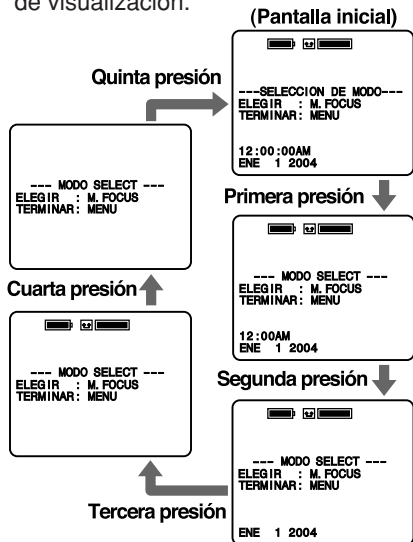 de visualización.
(Pantalla inicial)
---SELECCION DE MODO---
ELEGIR : M. FOCUS
TERMINAR: MENU
12:00:00AM
ENE 1 2004
Primera presión
--- MODO SELECT ---
ELEGIR : M. FOCUS
TERMINAR: MENU
12:00AM
ENE 1 2004
Segunda presión
--- MODO SELECT ---
ELEGIR : M. FOCUS
TERMINAR: MENU
ENE 1 2004
Tercera presión
--- MODO SELECT ---
ELEGIR : M. FOCUS
TERMINAR: MENU
Cuarta presión
--- MODO SELECT ---
ELEGIR : M. FOCUS
TERMINAR: MENU
Quinta presión